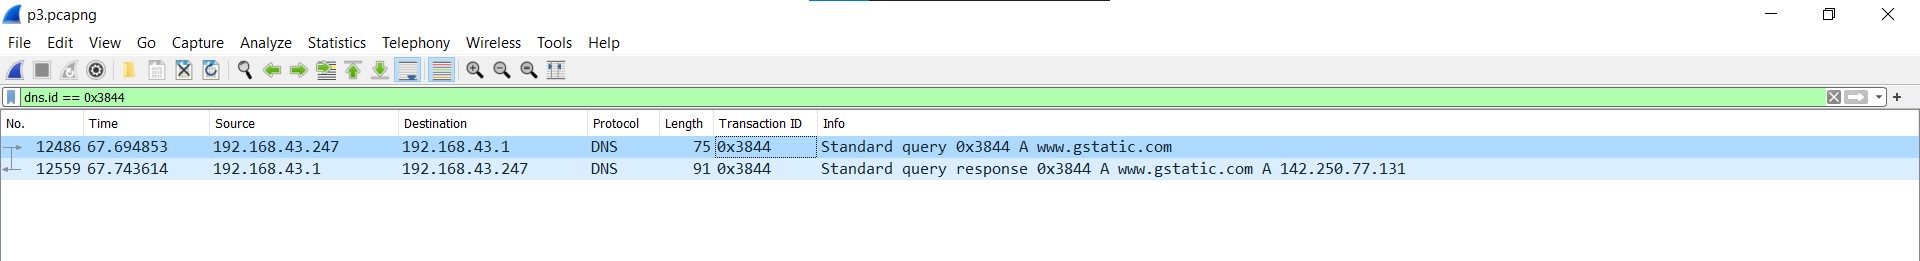 p3.pcapng
File Edit View Go Capture Analyze Statistics Telephony Wireless Tools Help
dns.id == 0x3844
No. Time Source Destination Protocol Length Transaction ID Info
12486 67.694853 192.168.43.247 192.168.43.1 DNS 75 0x3844 Standard query 0x3844 A www.gstatic.com
12559 67.743614 192.168.43.1 192.168.43.247 DNS 91 0x3844 Standard query response 0x3844 A www.gstatic.com A 142.250.77.131